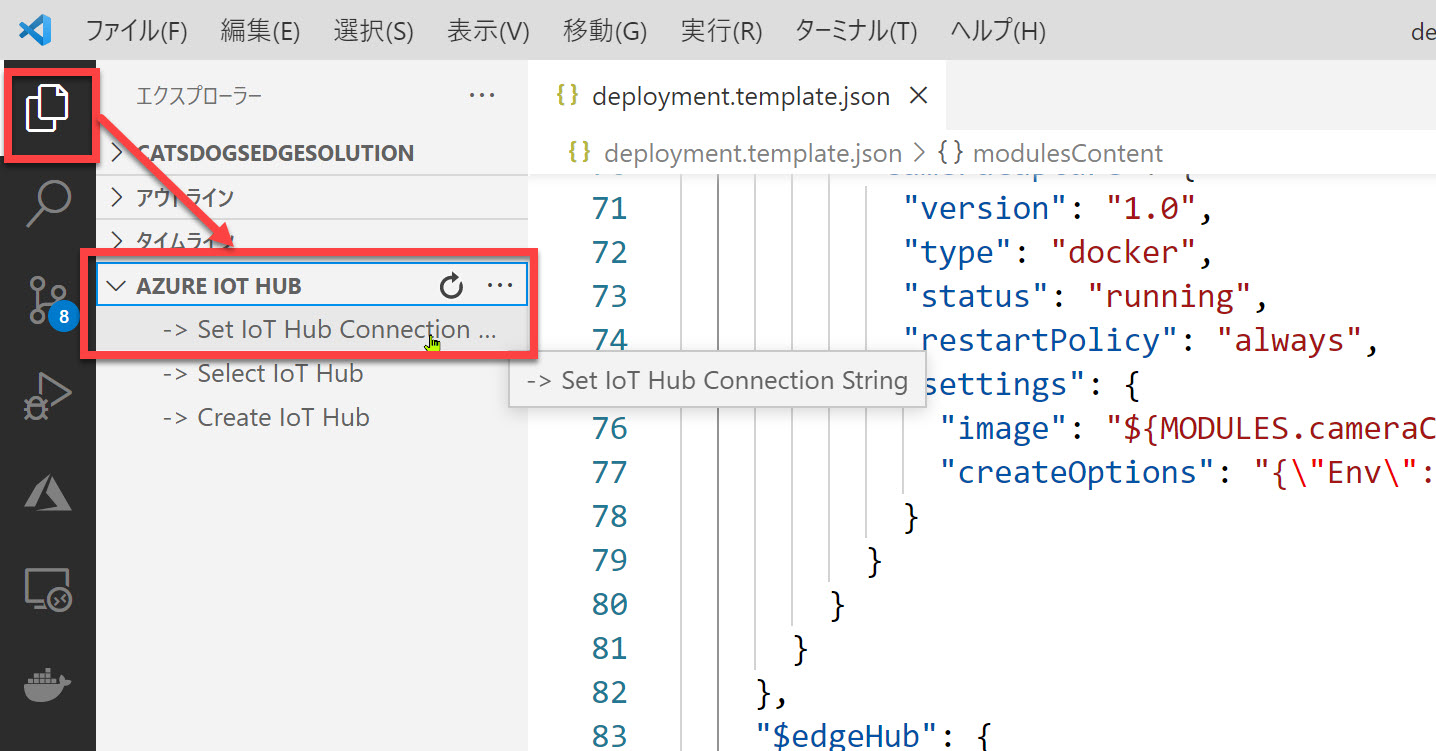 ファイル(F) 編集(E) 選択(S) 表示(V) 移動(G) 実行(R) ターミナル(T) ヘルプ(H) de
エクスプローラー ...
CATSDOGSEDGESOLUTION
アウトライン
タイムライン
AZURE IOT HUB ...
-> Set IoT Hub Connection ...
-> Select IoT Hub
-> Create IoT Hub
8
-> Set IoT Hub Connection String
{} deployment.template.json ×
{} deployment.template.json > {} modulesContent
71 "version": "1.0",
72 "type": "docker",
73 "status": "running",
74 "restartPolicy": "always",
settings": {
76 "image": "${MODULES.cameraC
77 "createOptions": "{\"Env\":
78 }
79 }
80 }
81 }
82 },
83 "$edgeHub": {